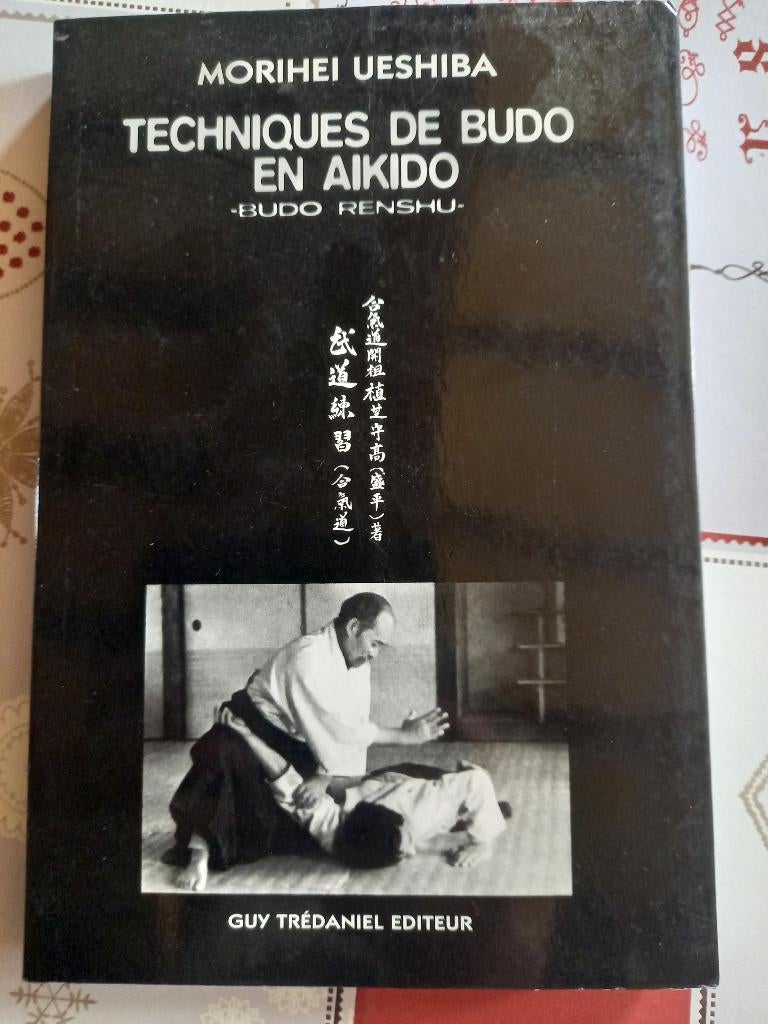 MORIHEI UESHIBA
TECHNIQUES DE BUDO
EN AIKIDO
-BUDO RENSHU-
合氣道開祖植芝守高(盛平)著
武道練習(合氣道)
GUY TRÉDANIEL EDITEUR